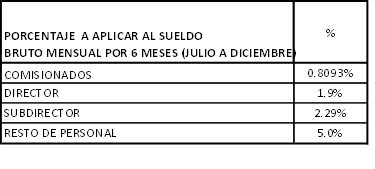 PORCENTAJE A APLICAR AL SUELDO
BRUTO MENSUAL POR 6 MESES (JULIO A DICIEMBRE) %
COMISIONADOS 0.8093%
DIRECTOR 1.9%
SUBDIRECTOR 2.29%
RESTO DE PERSONAL 5.0%